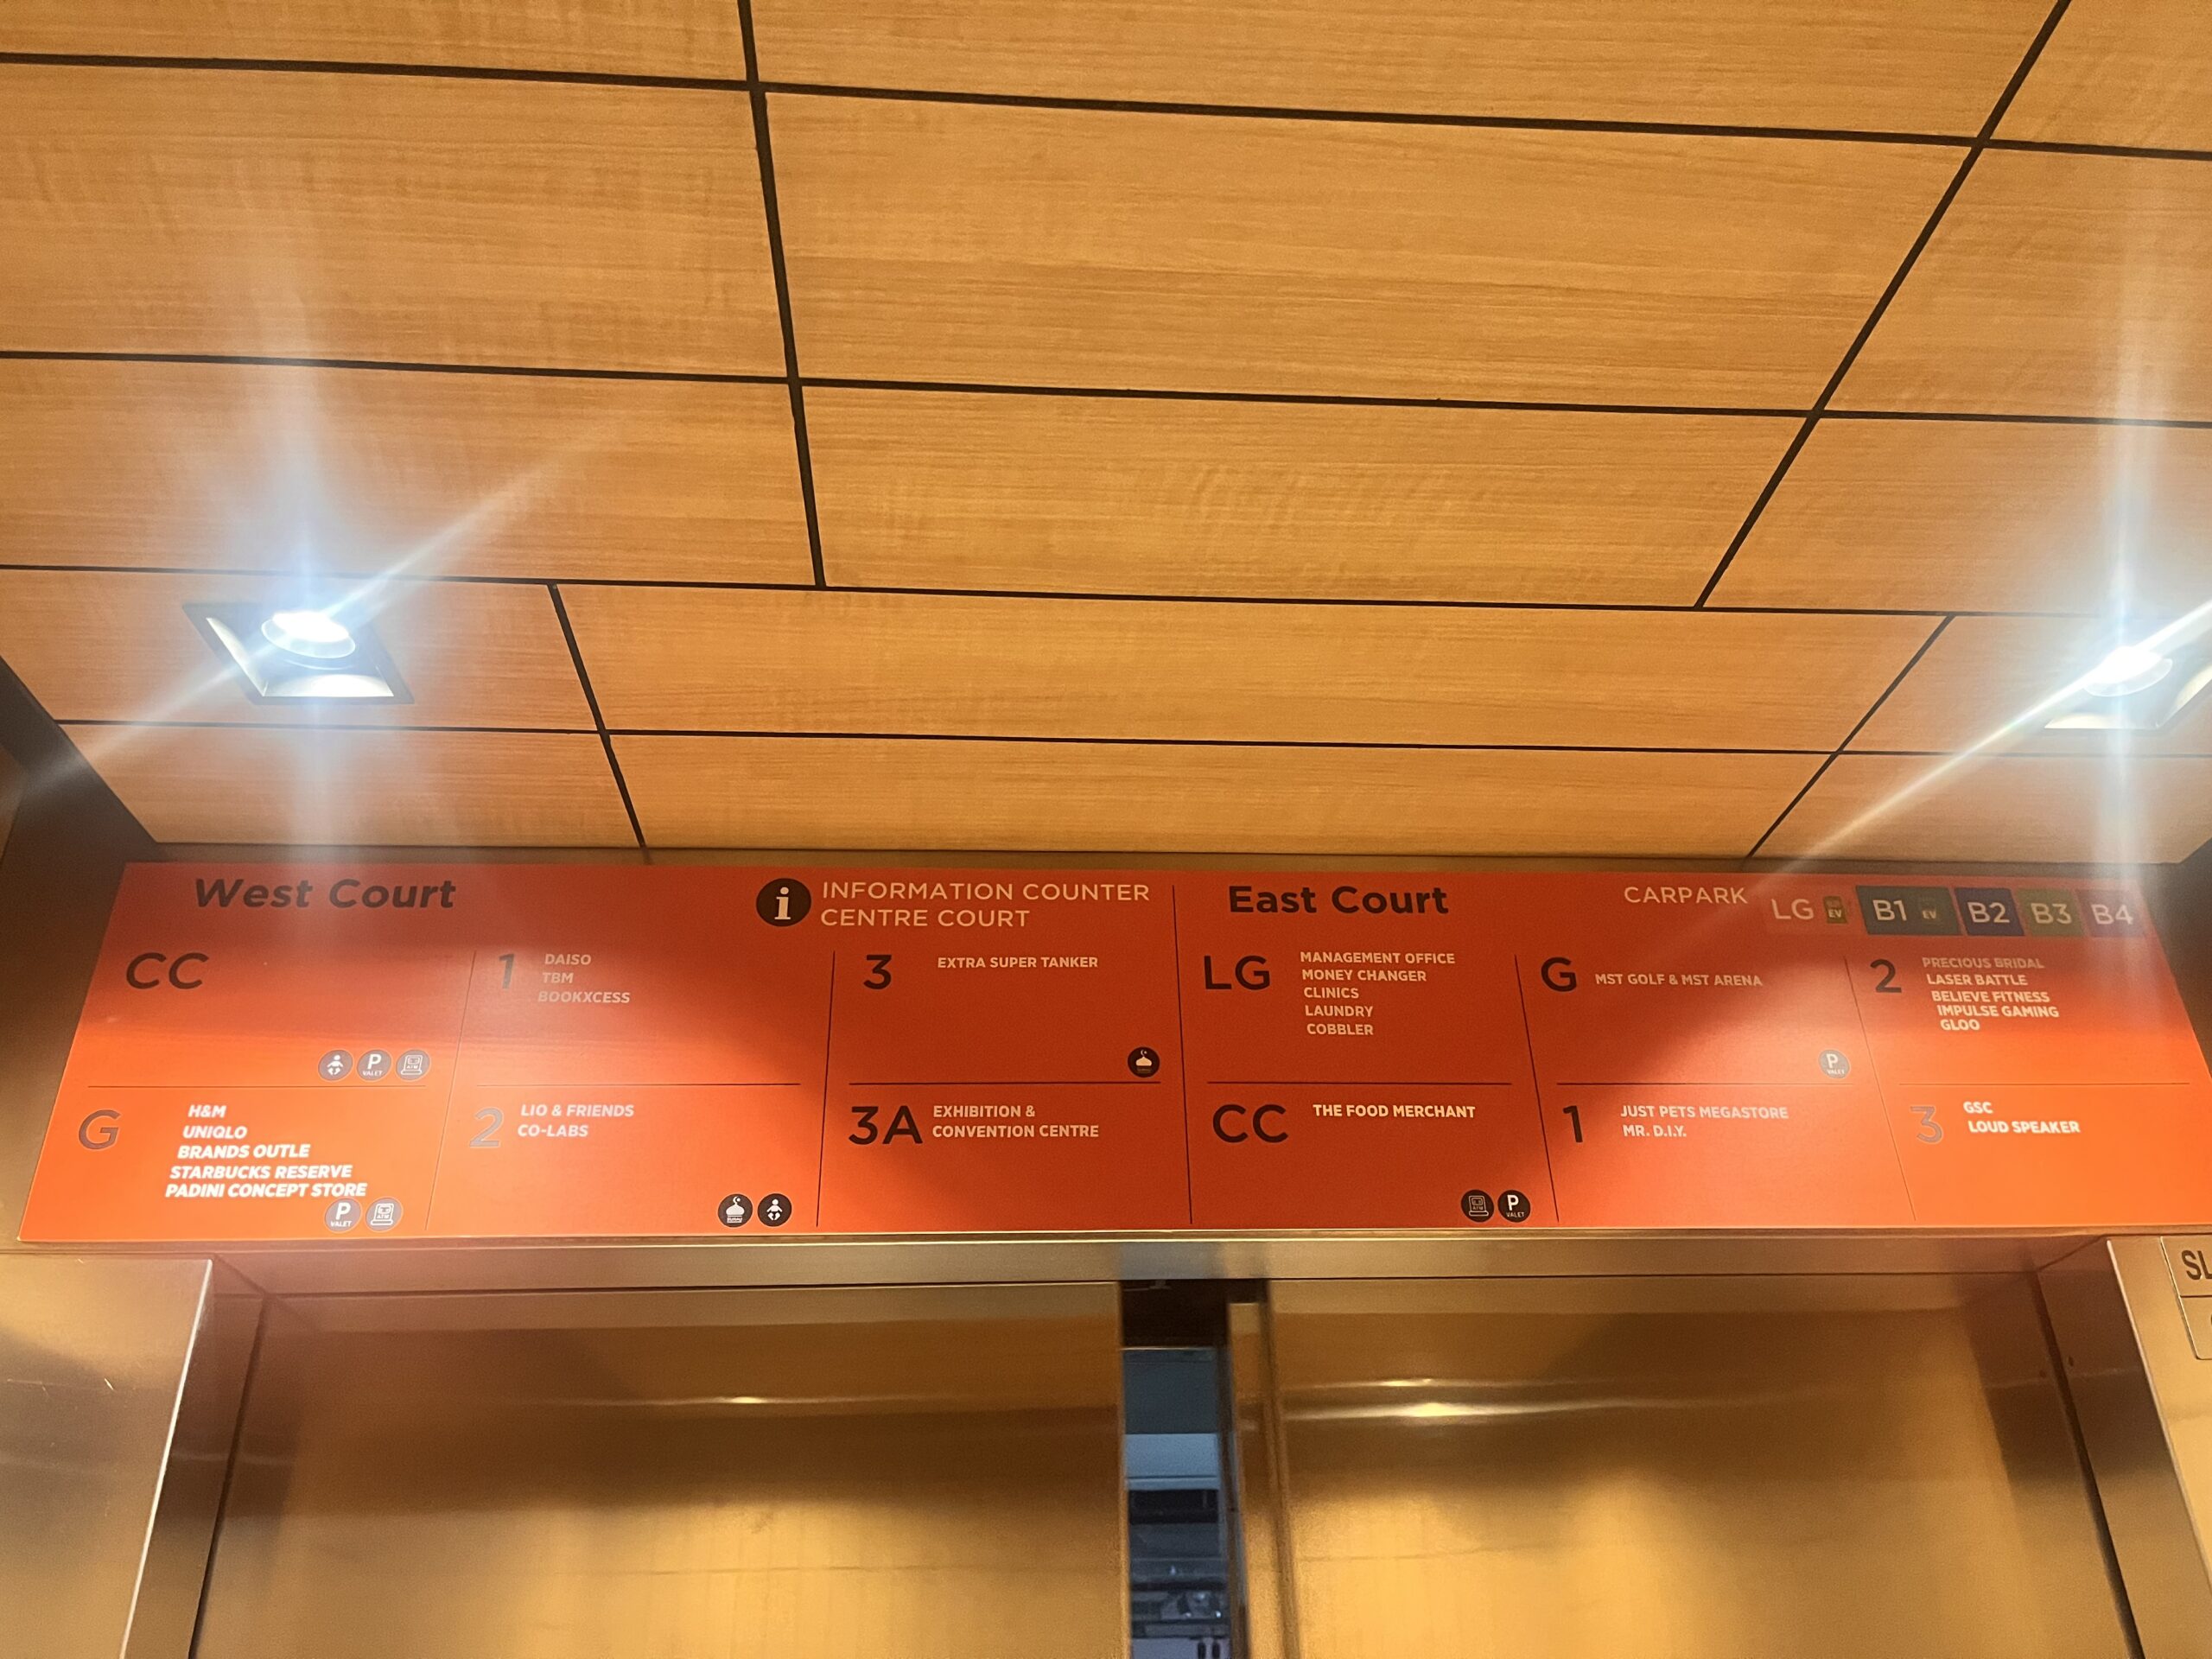 West Court
INFORMATION COUNTER
CENTRE COURT
CC
1
DAISO
TBM
BOOKXCESS
3
EXTRA SUPER TANKER
P
VALET
ATM
G
H&M
UNIQLO
BRANDS OUTLE
STARBUCKS RESERVE
PADINI CONCEPT STORE
P
VALET
2
LIO & FRIENDS
CO-LABS
3A
EXHIBITION &
CONVENTION CENTRE
East Court
CARPARK
LG EV B1 EV B2 B3 B4
LG
MANAGEMENT OFFICE
MONEY CHANGER
CLINICS
LAUNDRY
COBBLER
G
MST GOLF & MST ARENA
P
VALET
2
PRECIOUS BRIDAL
LASER BATTLE
BELIEVE FITNESS
IMPULSE GAMING
GLOO
CC
THE FOOD MERCHANT
P
VALET
1
JUST PETS MEGASTORE
MR. D.I.Y.
3
GSC
LOUD SPEAKER